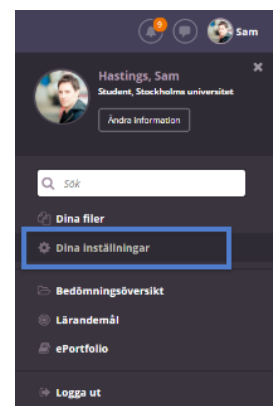 9
Sam
Hastings, Sam
Student, Stockholms universitet
Ändra information
Sök
Dina filer
Dina inställningar
Bedömningsöversikt
Lärandemål
ePortfolio
Logga ut